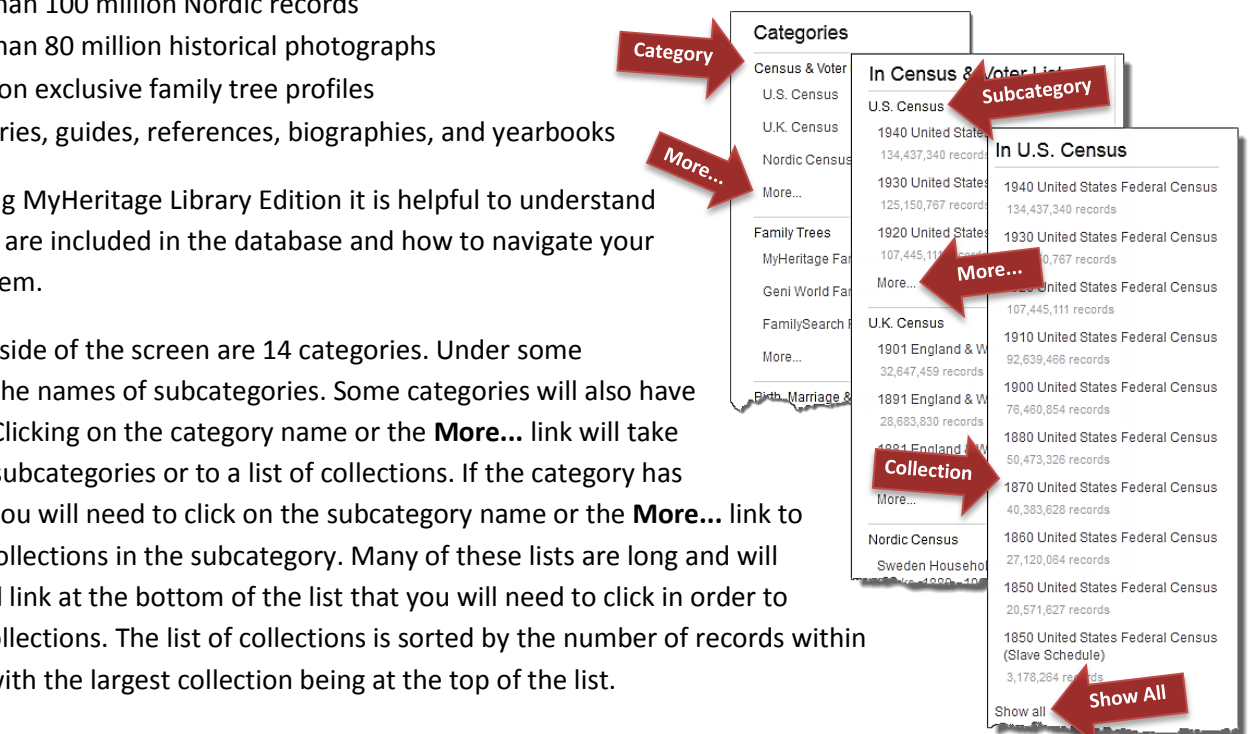 than 100 million Nordic records
than 80 million historical photographs
on exclusive family tree profiles
ries, guides, references, biographies, and yearbooks
g MyHeritage Library Edition it is helpful to understand
are included in the database and how to navigate your
em.
side of the screen are 14 categories. Under some
he names of subcategories. Some categories will also have
Clicking on the category name or the More... link will take
subcategories or to a list of collections. If the category has
ou will need to click on the subcategory name or the More... link to
ollections in the subcategory. Many of these lists are long and will
l link at the bottom of the list that you will need to click in order to
ollections. The list of collections is sorted by the number of records within
with the largest collection being at the top of the list.
Category
Categories
Census & Voter
U.S. Census
U.K. Census
Nordic Census
More...
More...
Family Trees
MyHeritage Fa
Geni World Fa
FamilySearch
More...
Birth, Marriage &
In Census & Voter List
Subcategory
U.S. Census
1940 United State
134,437,340 records
1930 United States
125,150,767 records
1920 United States
107,445,11
More...
More...
U.K. Census
1901 England & W
32,647,459 records
1891 England & W
28,683,830 records
1881 England & W
Collection
More...
Nordic Census
Sweden Househol
In U.S. Census
1940 United States Federal Census
134,437,340 records
1930 United States Federal Census
0,767 records
1920 United States Federal Census
107,445,111 records
1910 United States Federal Census
92,639,466 records
1900 United States Federal Census
76,460,854 records
1880 United States Federal Census
50,473,326 records
1870 United States Federal Census
40,383,628 records
1860 United States Federal Census
27,120,064 records
1850 United States Federal Census
20,571,627 records
1850 United States Federal Census
(Slave Schedule)
3,178,264 records
Show all
Show All